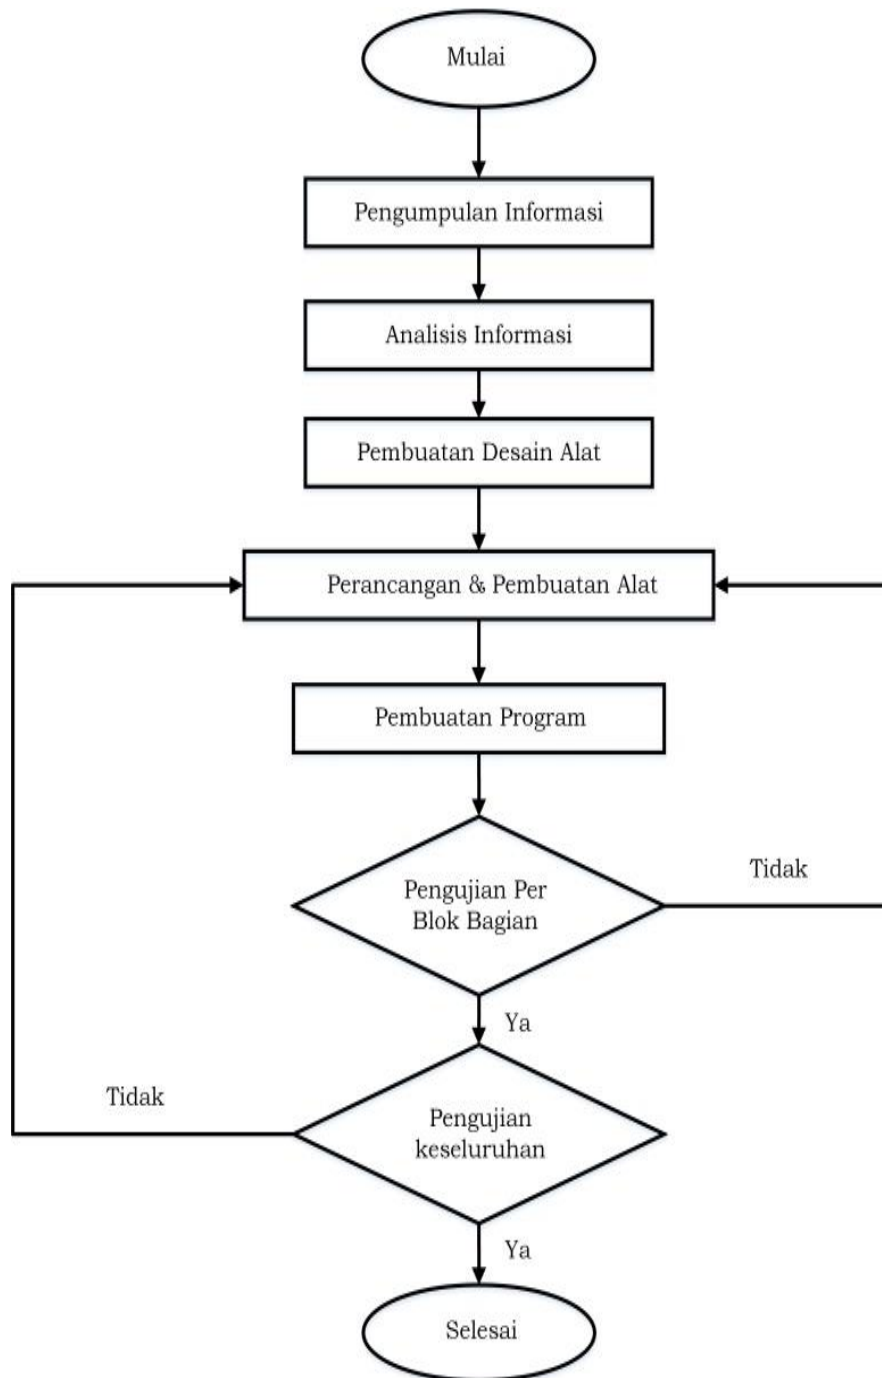 Mulai
Pengumpulan Informasi
Analisis Informasi
Pembuatan Desain Alat
Perancangan & Pembuatan Alat
Pembuatan Program
Pengujian Per
Blok Bagian
Tidak
Ya
Tidak
Pengujian
keseluruhan
Ya
Selesai